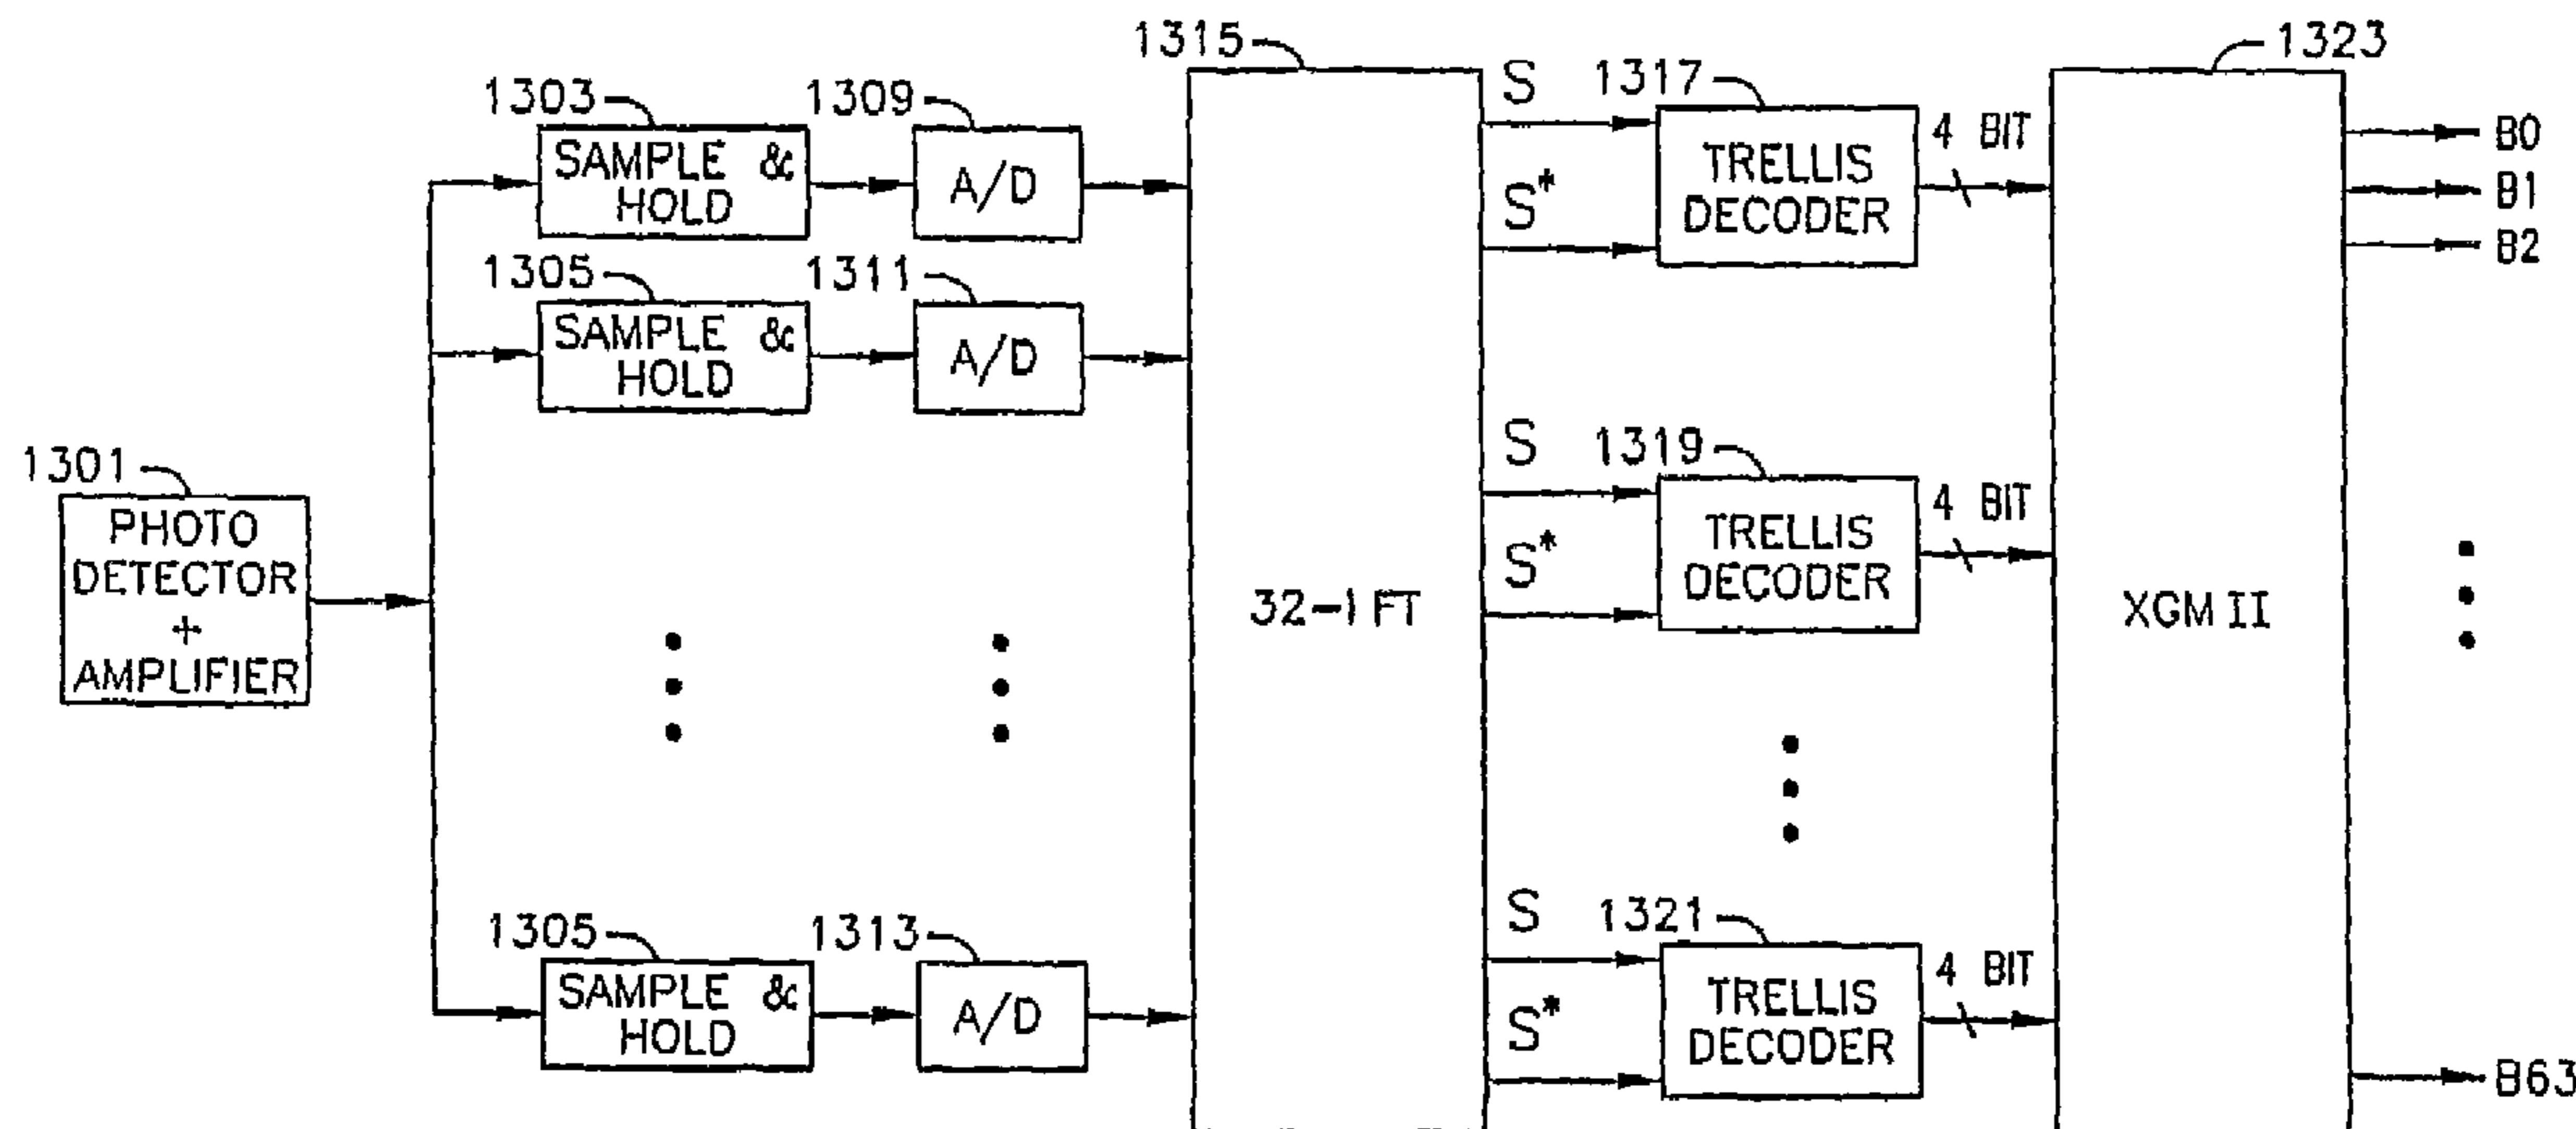 1315
1323
1303
1309
S
1317
4 BIT
B0
SAMPLE &
HOLD
A/D
S*
TRELLIS
DECODER
B1
B2
1305
1311
SAMPLE &
HOLD
A/D
1301
PHOTO
DETECTOR
+
AMPLIFIER
S
1319
4 BIT
S*
TRELLIS
DECODER
32-1 FT
XGM II
1305
1313
S
1321
4 BIT
SAMPLE &
HOLD
A/D
S*
TRELLIS
DECODER
B63